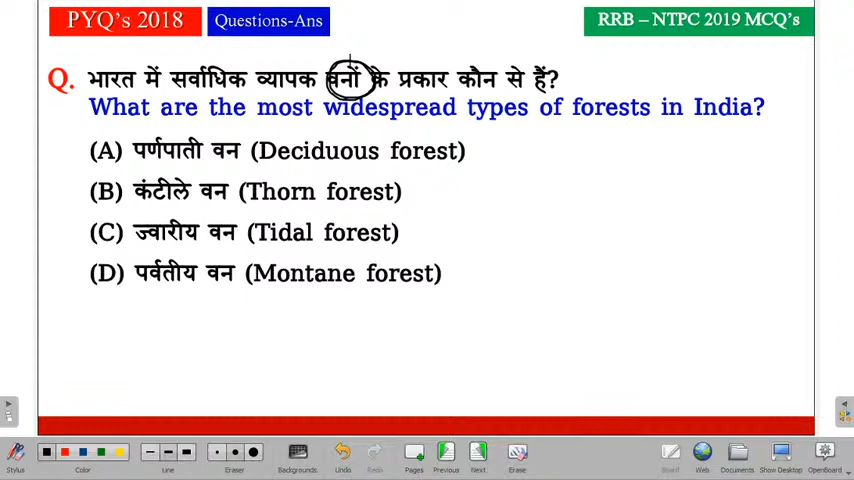 PYQ's 2018 Questions-Ans RRB – NTPC 2019 MCQ's
Q. भारत में सर्वाधिक व्यापक वनों के प्रकार कौन से हैं?
What are the most widespread types of forests in India?
(A) पर्णपाती वन (Deciduous forest)
(B) कंटीले वन (Thorn forest)
(C) ज्वारीय वन (Tidal forest)
(D) पर्वतीय वन (Montane forest)
Stylus Color Line Eraser Backgrounds Undo Redo Pages Previous Next Erase Board Web Documents Show Desktop OpenBoard